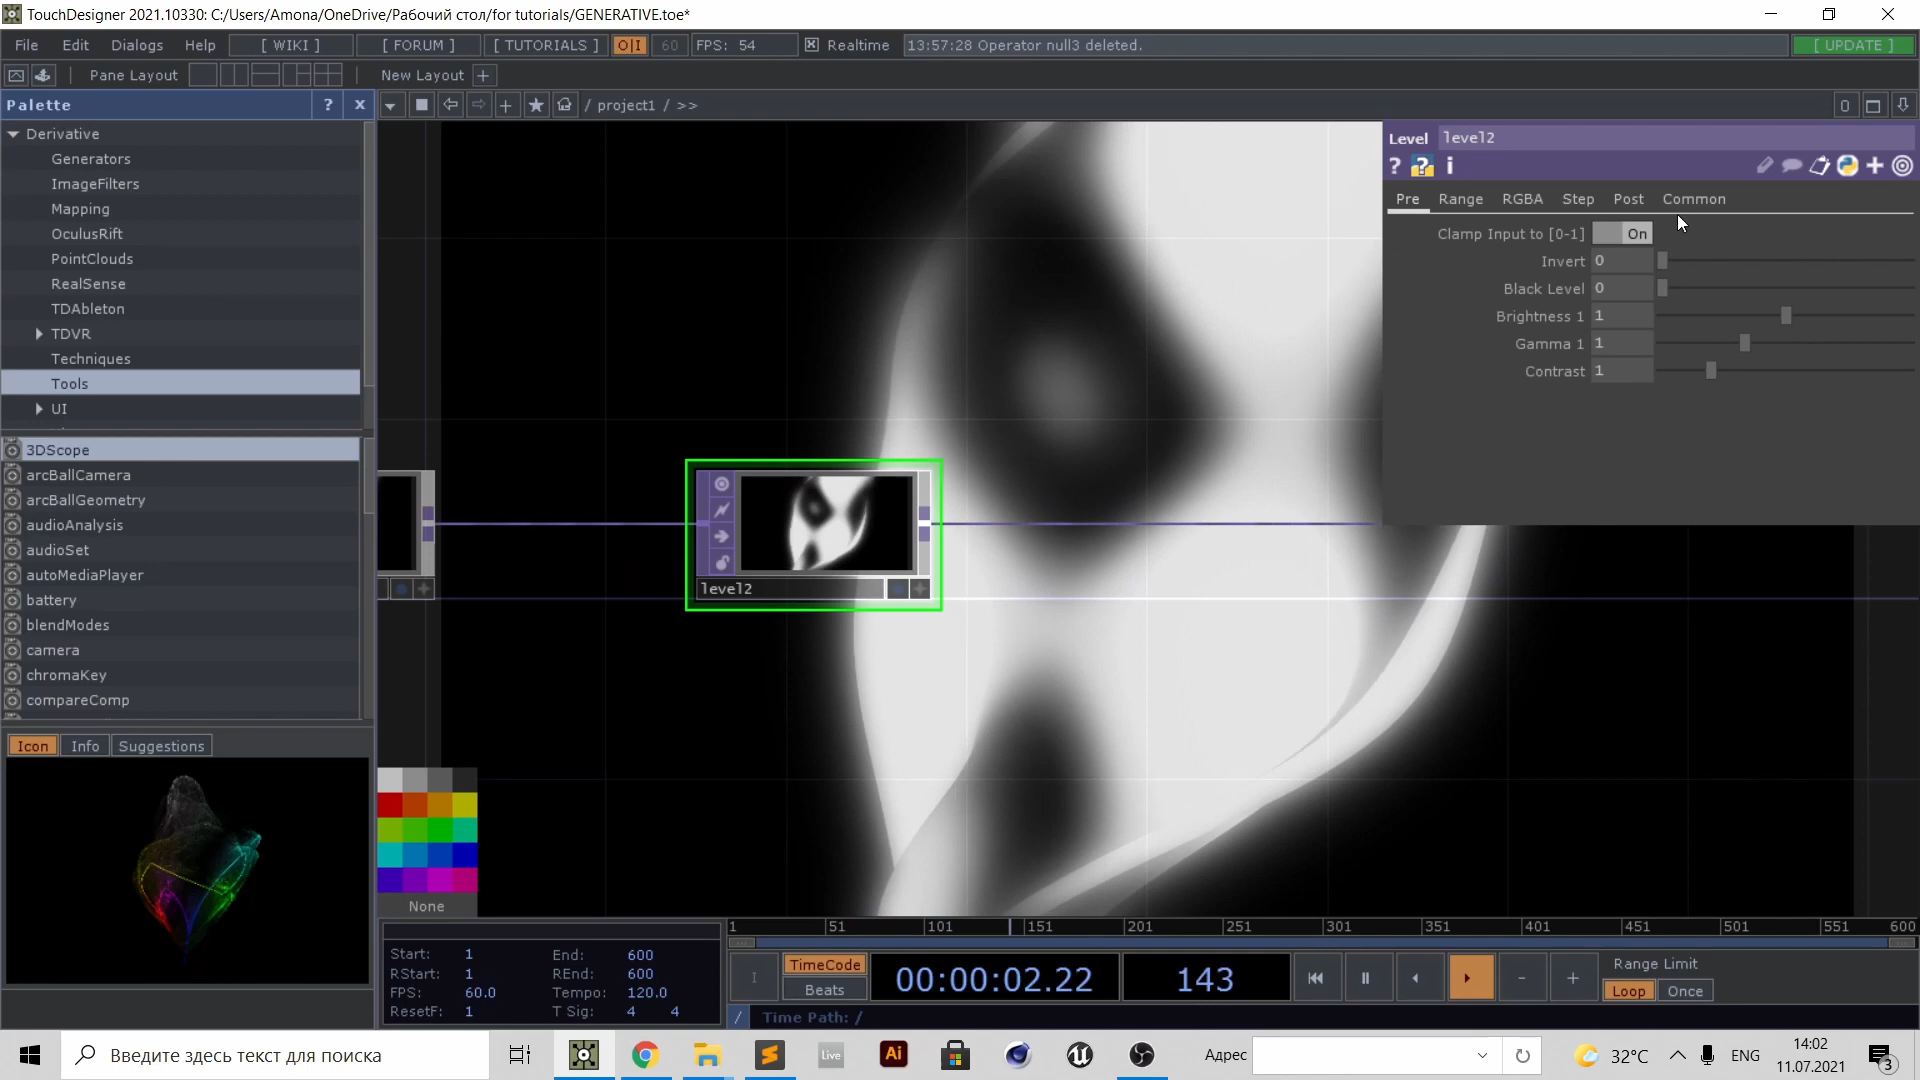 TouchDesigner 2021.10330: C:/Users/Amona/OneDrive/Рабочий стол/for tutorials/GENERATIVE.toe*
File Edit Dialogs Help [ WIKI ] [ FORUM ] [ TUTORIALS ] O|I 60 FPS: 54 Realtime 13:57:28 Operator null3 deleted. [ UPDATE ]
Pane Layout New Layout +
Palette ? x / project1 / >> 0
Derivative
Generators
ImageFilters
Mapping
OculusRift
PointClouds
RealSense
TDAbleton
TDVR
Techniques
Tools
UI
3DScope
arcBallCamera
arcBallGeometry
audioAnalysis
audioSet
autoMediaPlayer
battery
blendModes
camera
chromaKey
compareComp
Icon Info Suggestions
level2
Level level2
? ? i
Pre Range RGBA Step Post Common
Clamp Input to [0-1] On
Invert 0
Black Level 0
Brightness 1 1
Gamma 1 1
Contrast 1
None
Start: 1 End: 600
RStart: 1 REnd: 600
FPS: 60.0 Tempo: 120.0
ResetF: 1 T Sig: 4 4
1 51 101 151 201 251 301 351 401 451 501 551 600
TimeCode
Beats
00:00:02.22 143
Range Limit
Loop Once
/ Time Path: /
Введите здесь текст для поиска
Live Ai
Адрес
32°C ENG
14:02
11.07.2021
3